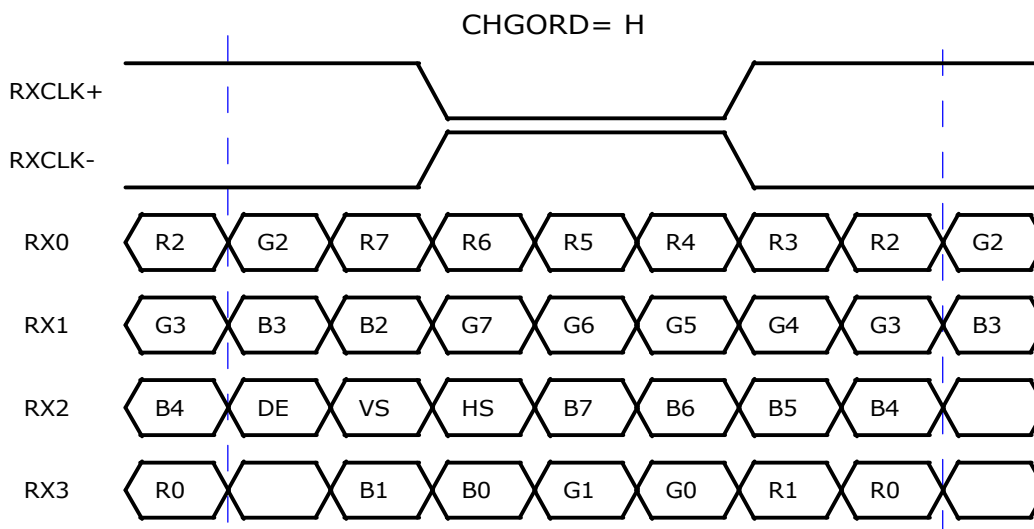 CHGORD= H
RXCLK+
RXCLK-
RX0 R2 G2 R7 R6 R5 R4 R3 R2 G2
RX1 G3 B3 B2 G7 G6 G5 G4 G3 B3
RX2 B4 DE VS HS B7 B6 B5 B4
RX3 R0 B1 B0 G1 G0 R1 R0